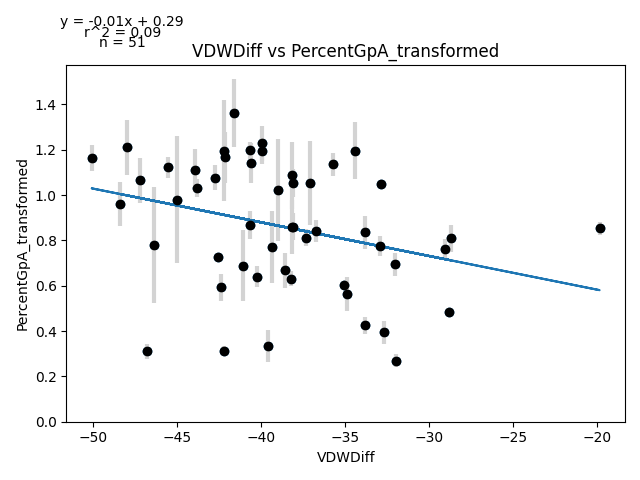 y = -0.01x + 0.29
r^2 = 0.09
n = 51
VDWDiff vs PercentGpA_transformed
PercentGpA_transformed
1.4
1.2
1.0
0.8
0.6
0.4
0.2
0.0
−50 −45 −40 −35 −30 −25 −20
VDWDiff